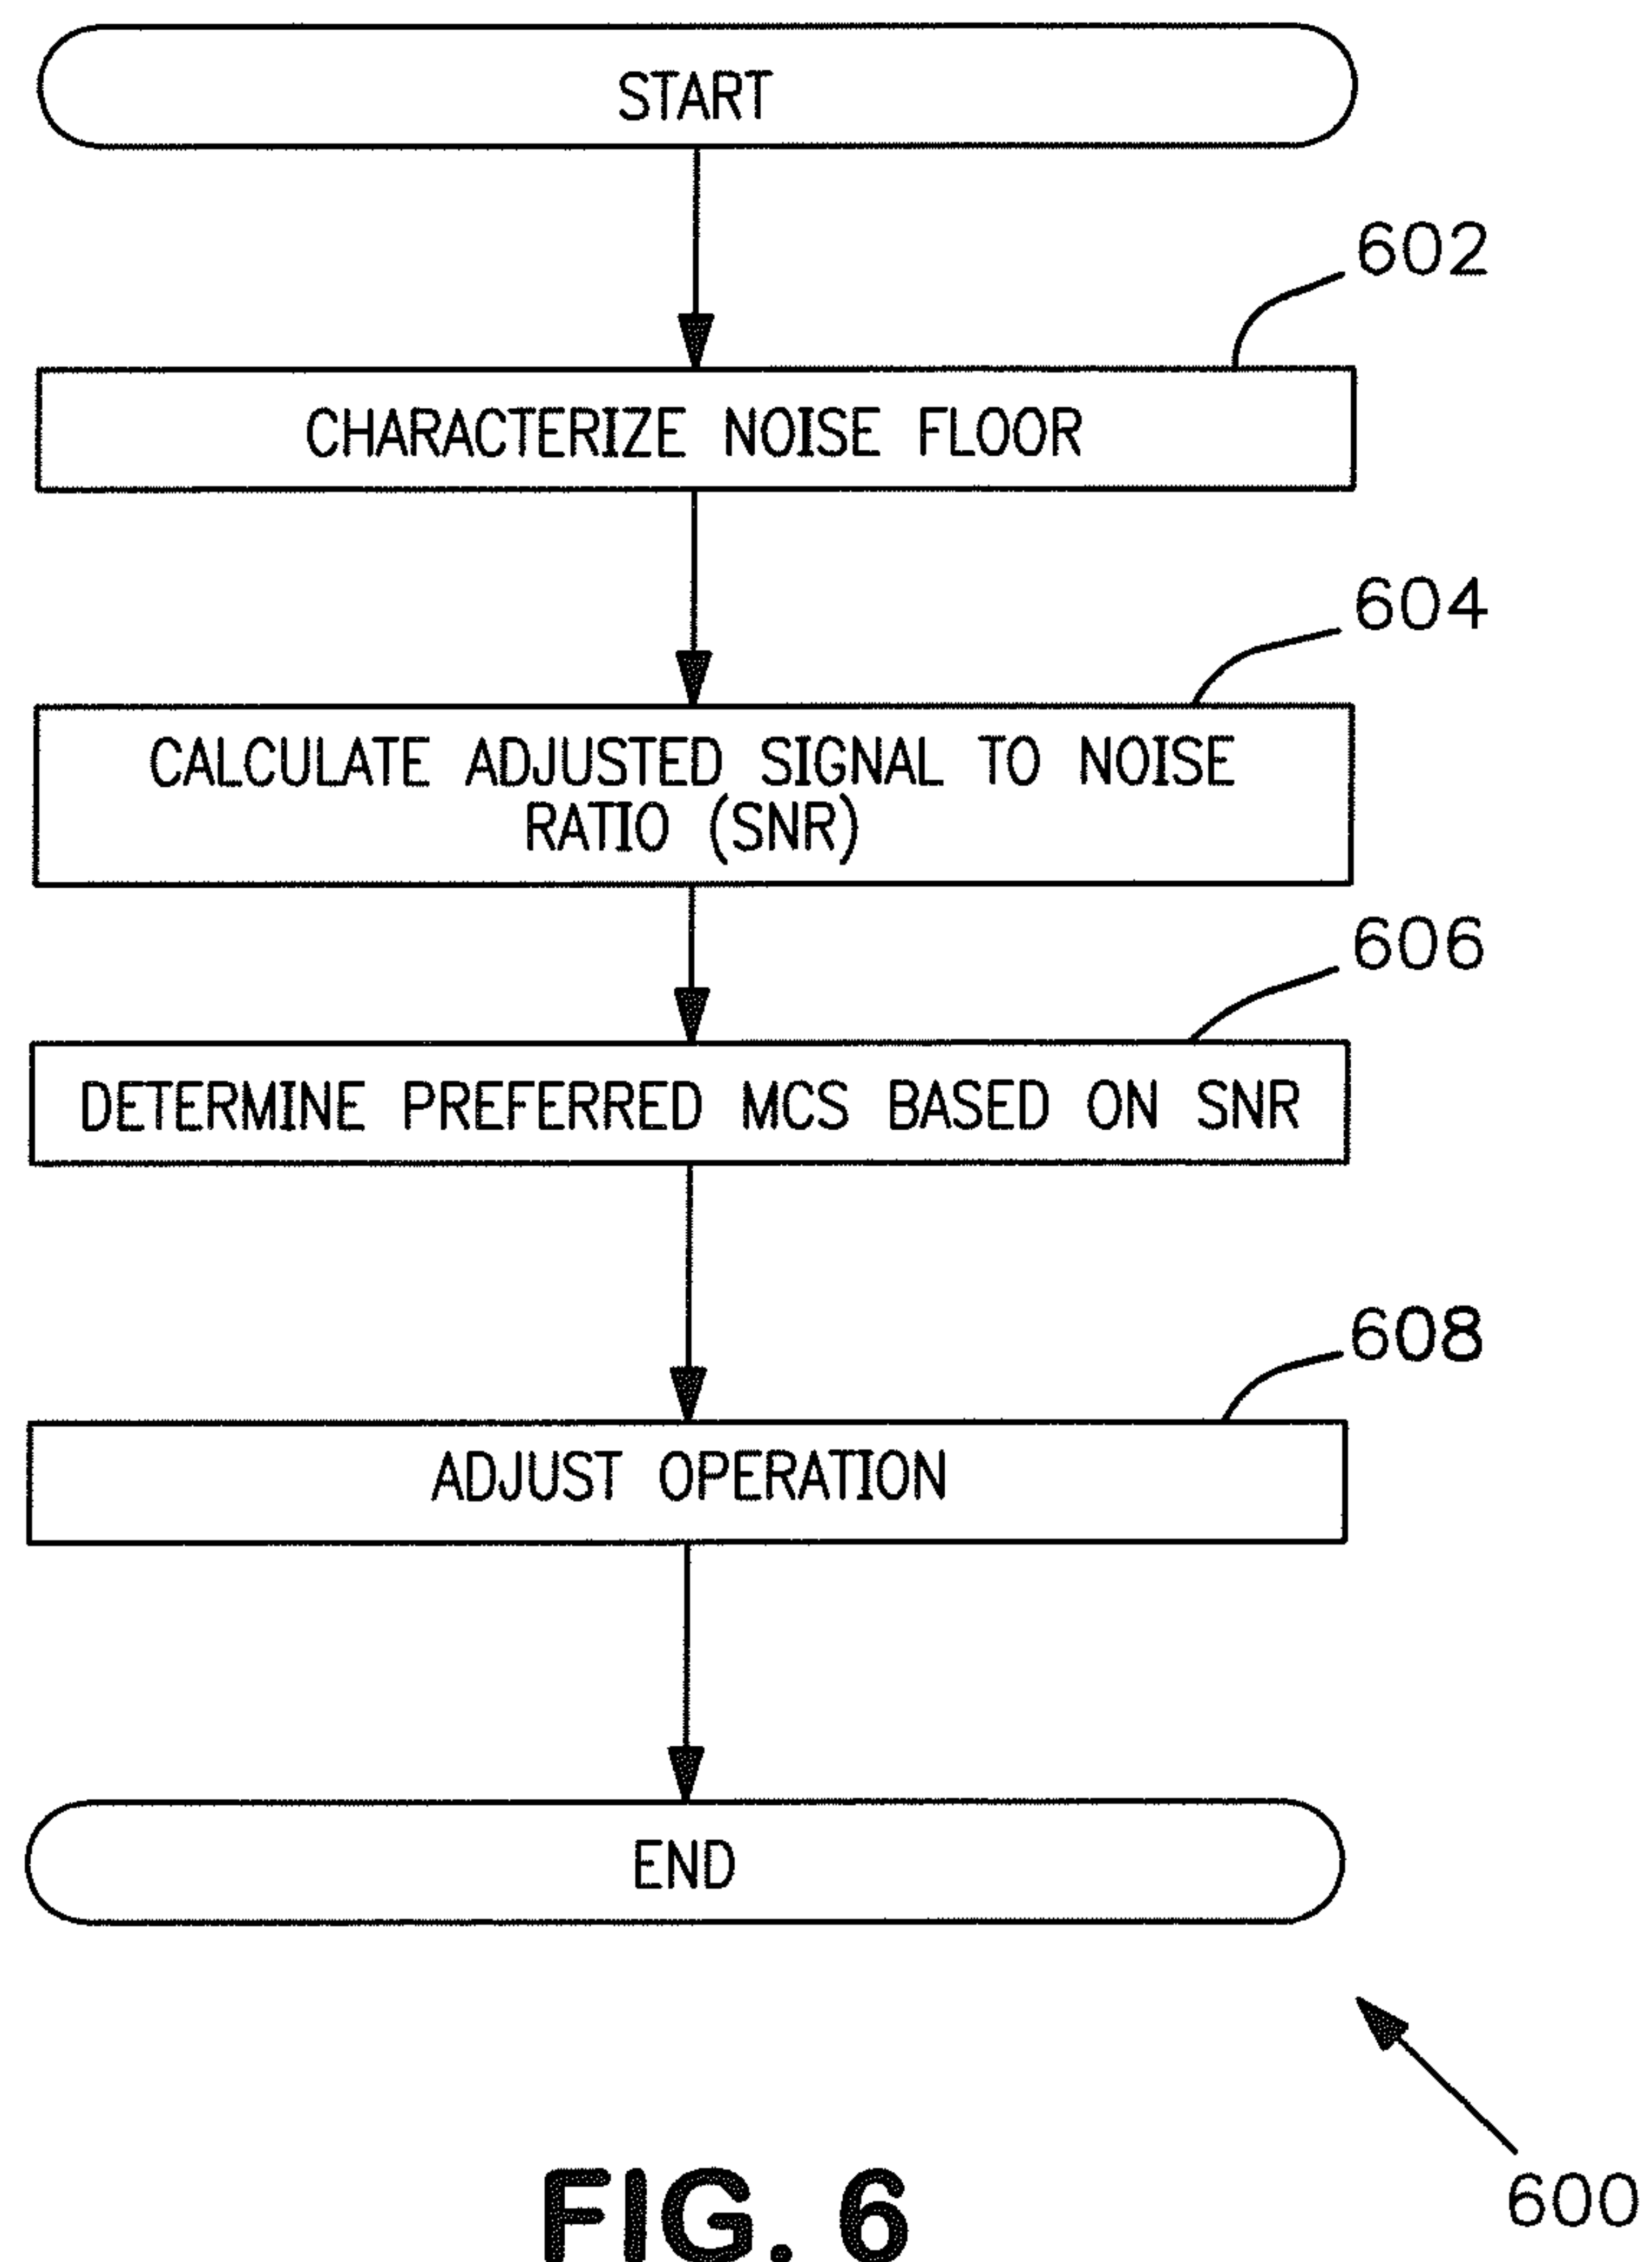 START
602
CHARACTERIZE NOISE FLOOR
604
CALCULATE ADJUSTED SIGNAL TO NOISE
RATIO (SNR)
606
DETERMINE PREFERRED MCS BASED ON SNR
608
ADJUST OPERATION
END
600
FIG. 6